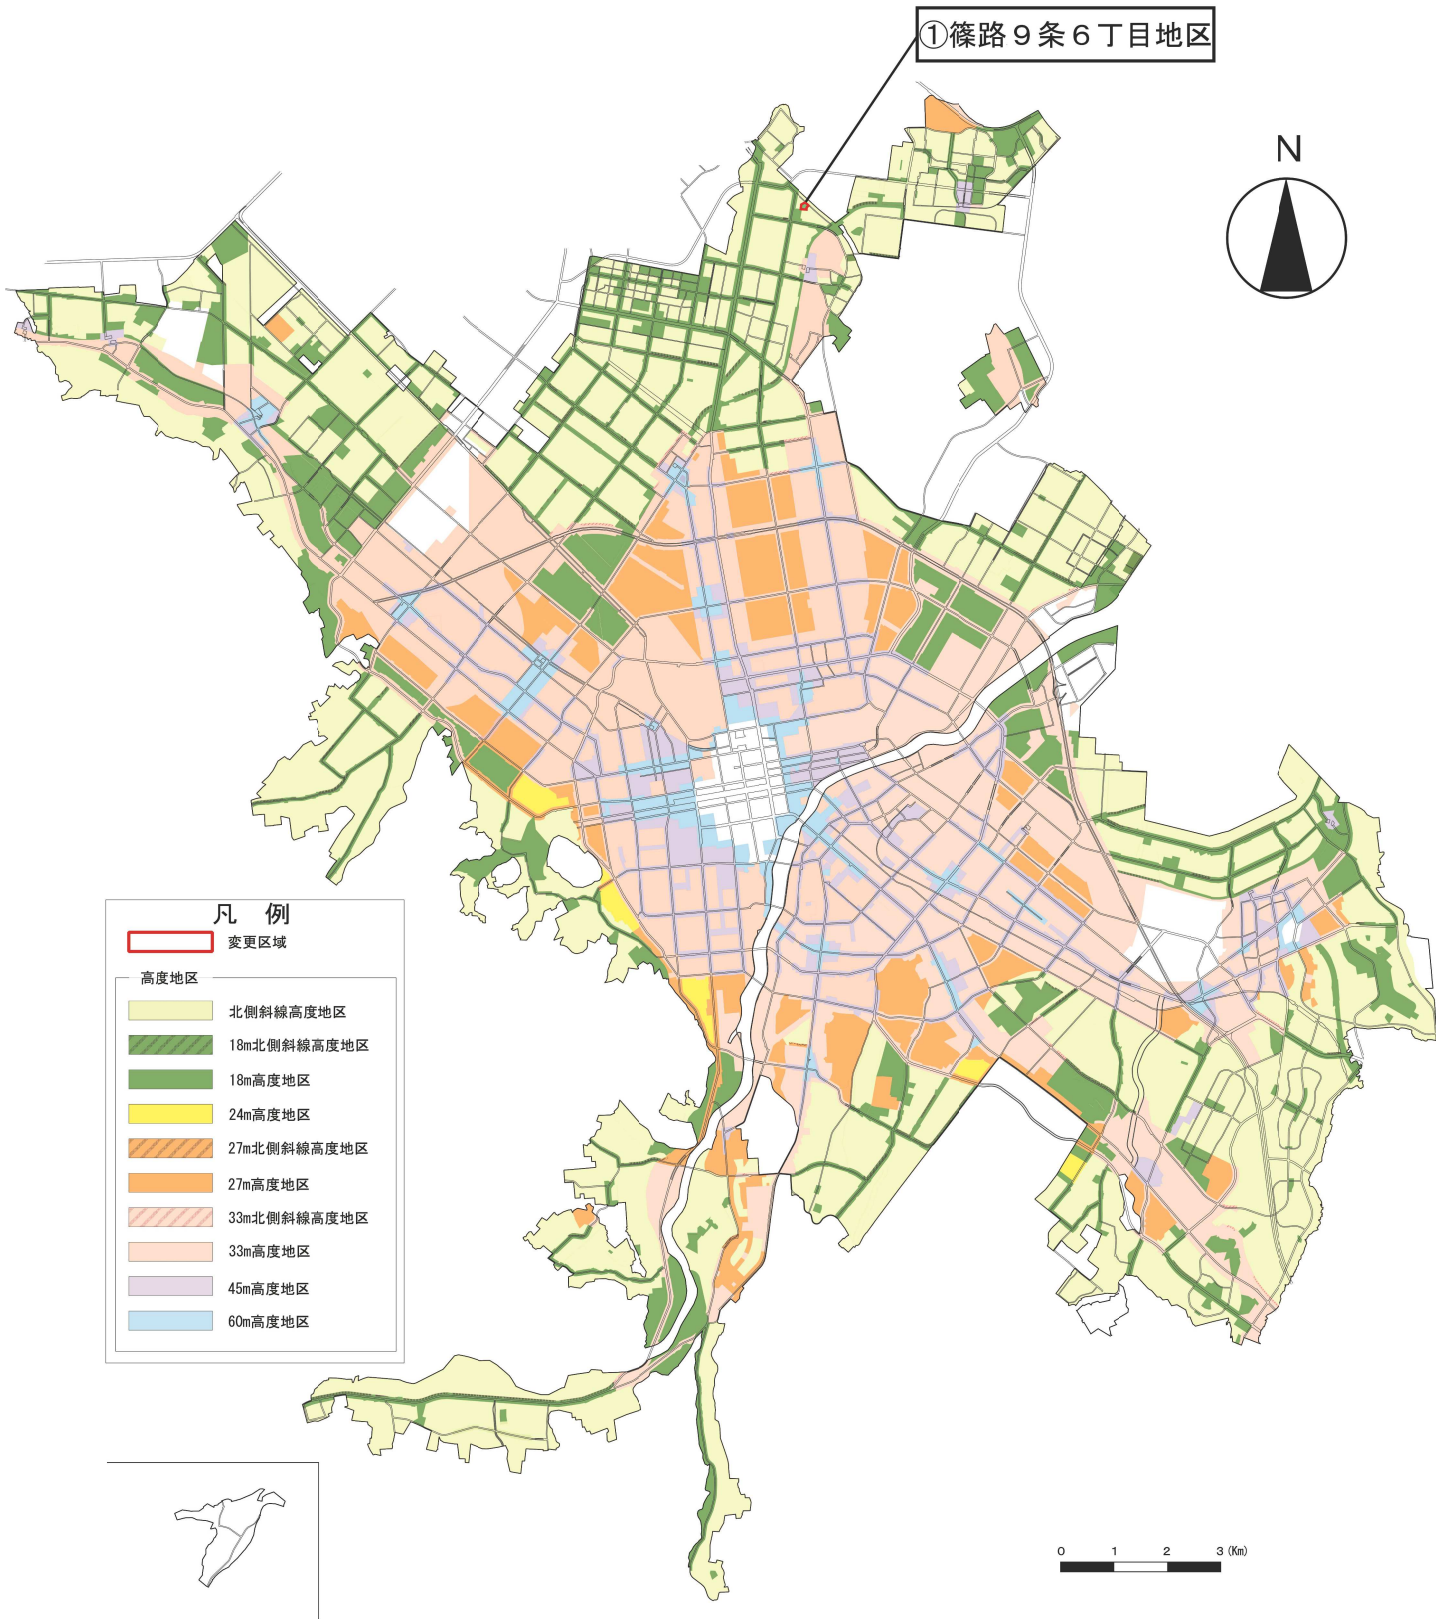 ①篠路９条６丁目地区
N
凡 例
変更区域
高度地区
北側斜線高度地区
18m北側斜線高度地区
18m高度地区
24m高度地区
27m北側斜線高度地区
27m高度地区
33m北側斜線高度地区
33m高度地区
45m高度地区
60m高度地区
0 1 2 3 (Km)